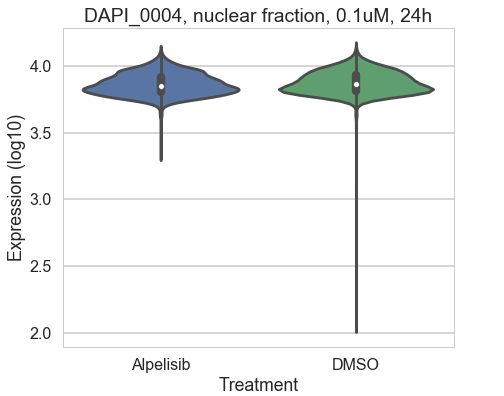 DAPI_0004, nuclear fraction, 0.1uM, 24h
Expression (log10)
4.0
3.5
3.0
2.5
2.0
Alpelisib
DMSO
Treatment